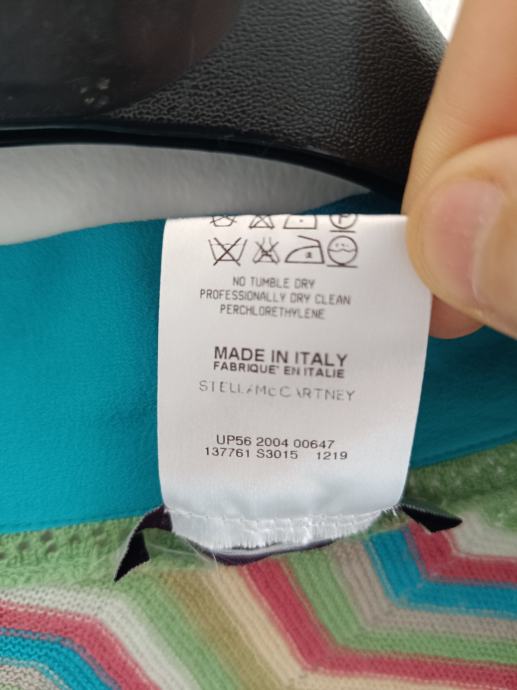 NO TUMBLE DRY
PROFESSIONALLY DRY CLEAN
PERCHLORETHYLENE
MADE IN ITALY
FABRIQUE' EN ITALIE
STELLA McCARTNEY
UP56 2004 00647
137761 S3015 1219